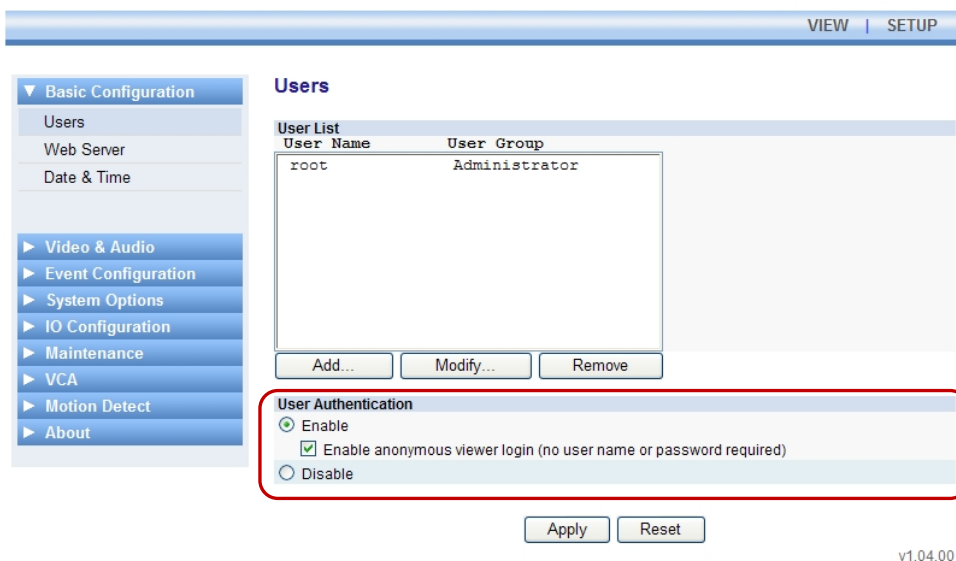 VIEW | SETUP
Basic Configuration
Users
Web Server
Date & Time
Video & Audio
Event Configuration
System Options
IO Configuration
Maintenance
VCA
Motion Detect
About
Users
User List
User Name User Group
root Administrator
Add... Modify... Remove
User Authentication
Enable
Enable anonymous viewer login (no user name or password required)
Disable
Apply Reset
v1.04.00